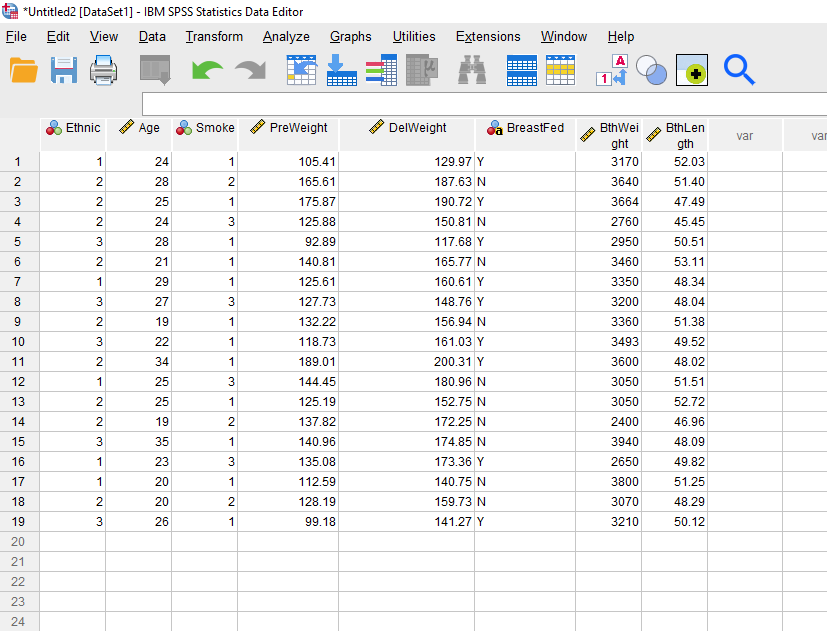 *Untitled2 [DataSet1] - IBM SPSS Statistics Data Editor
File Edit View Data Transform Analyze Graphs Utilities Extensions Window Help
1 A
Ethnic Age Smoke PreWeight DelWeight BreastFed BthWei BthLen var var
ght gth
1 1 24 1 105.41 129.97 Y 3170 52.03
2 2 28 2 165.61 187.63 N 3640 51.40
3 2 25 1 175.87 190.72 Y 3664 47.49
4 2 24 3 125.88 150.81 N 2760 45.45
5 3 28 1 92.89 117.68 Y 2950 50.51
6 2 21 1 140.81 165.77 N 3460 53.11
7 1 29 1 125.61 160.61 Y 3350 48.34
8 3 27 3 127.73 148.76 Y 3200 48.04
9 2 19 1 132.22 156.94 N 3360 51.38
10 3 22 1 118.73 161.03 Y 3493 49.52
11 2 34 1 189.01 200.31 Y 3600 48.02
12 1 25 3 144.45 180.96 N 3050 51.51
13 2 25 1 125.19 152.75 N 3050 52.72
14 2 19 2 137.82 172.25 N 2400 46.96
15 3 35 1 140.96 174.85 N 3940 48.09
16 1 23 3 135.08 173.36 Y 2650 49.82
17 1 20 1 112.59 140.75 N 3800 51.25
18 2 20 2 128.19 159.73 N 3070 48.29
19 3 26 1 99.18 141.27 Y 3210 50.12
20
21
22
23
24